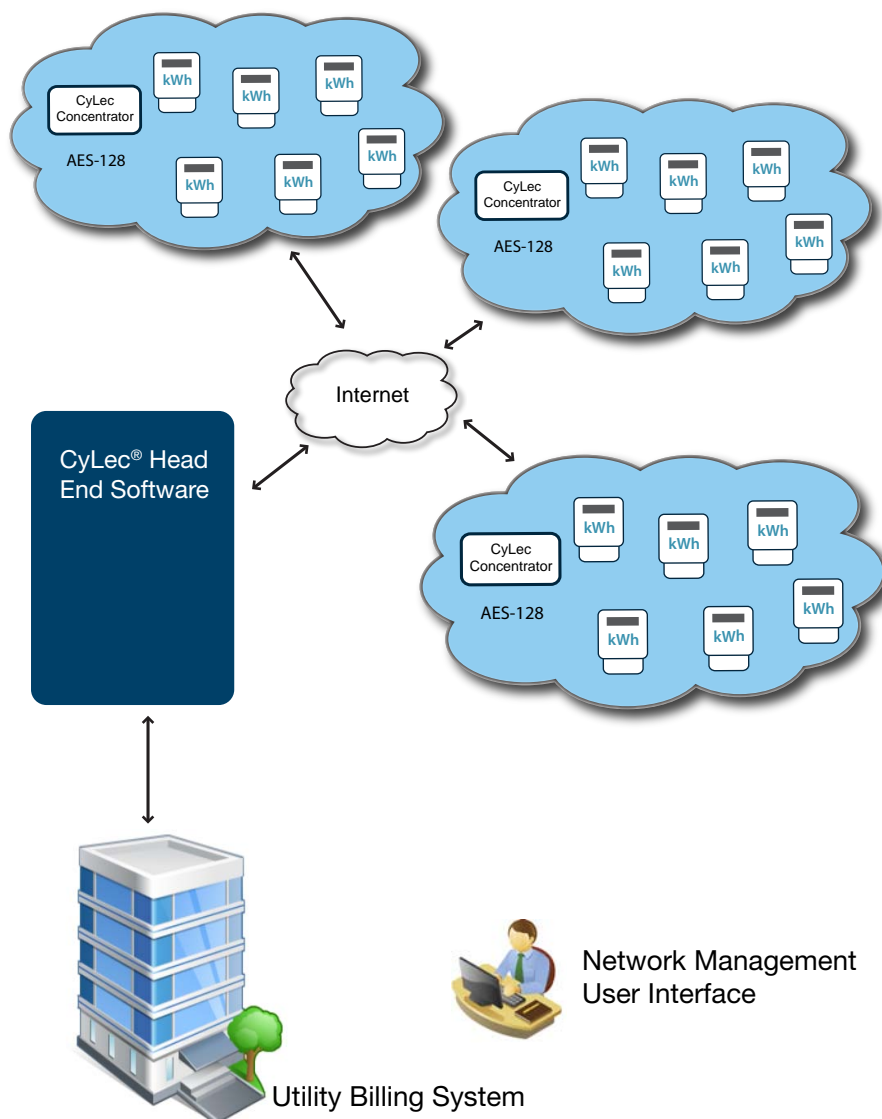 kWh
kWh
kWh
CyLec
Concentrator
AES-128
kWh
kWh
kWh
kWh
kWh
kWh
CyLec
Concentrator
AES-128
kWh
kWh
kWh
Internet
CyLec® Head
End Software
kWh
kWh
kWh
CyLec
Concentrator
AES-128
kWh
kWh
kWh
Network Management
User Interface
Utility Billing System